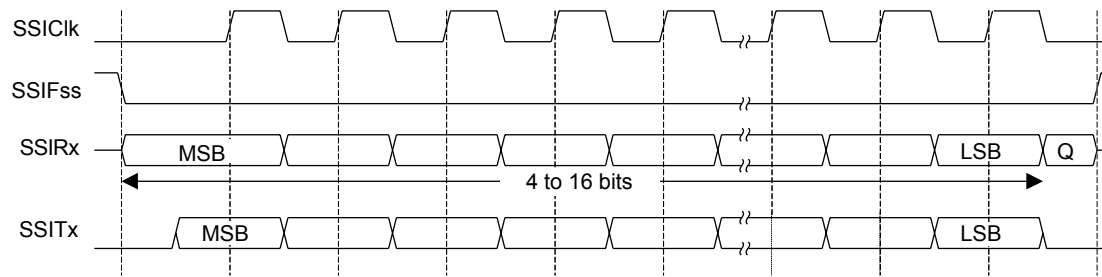 SSIClk
SSIFss
SSIRx MSB LSB Q
4 to 16 bits
SSITx MSB LSB